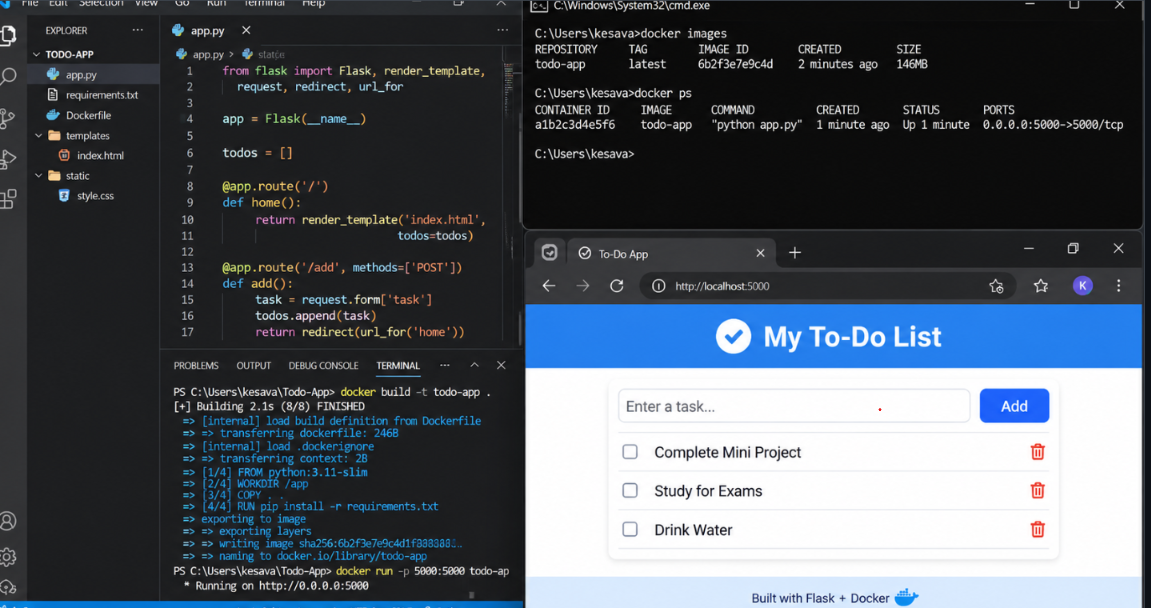 File Edit Selection View Go Run Terminal Help
EXPLORER
TODO-APP
app.py
requirements.txt
Dockerfile
templates
index.html
static
style.css
app.py
app.py > static
1 from flask import Flask, render_template,
2 request, redirect, url_for
3
4 app = Flask(__name__)
5
6 todos = []
7
8 @app.route('/')
9 def home():
10 return render_template('index.html',
11 todos=todos)
12
13 @app.route('/add', methods=['POST'])
14 def add():
15 task = request.form['task']
16 todos.append(task)
17 return redirect(url_for('home'))
PROBLEMS OUTPUT DEBUG CONSOLE TERMINAL
PS C:\Users\kesava\Todo-App> docker build -t todo-app .
[+] Building 2.1s (8/8) FINISHED
=> [internal] load build definition from Dockerfile
=> => transferring dockerfile: 246B
=> [internal] load .dockerignore
=> => transferring context: 2B
=> [1/4] FROM python:3.11-slim
=> [2/4] WORKDIR /app
=> [3/4] COPY . .
=> [4/4] RUN pip install -r requirements.txt
=> exporting to image
=> => exporting layers
=> => writing image
=> => naming to docker.io/library/todo-app
PS C:\Users\kesava\Todo-App> docker run -p 5000:5000 todo-ap
* Running on http://0.0.0.0:5000
C:\Windows\System32\cmd.exe
C:\Users\kesava>docker images
REPOSITORY TAG IMAGE ID CREATED SIZE
todo-app latest 6b2f3e7e9c4d 2 minutes ago 146MB
C:\Users\kesava>docker ps
CONTAINER ID IMAGE COMMAND CREATED STATUS PORTS
a1b2c3d4e5f6 todo-app "python app.py" 1 minute ago Up 1 minute 0.0.0.0:5000->5000/tcp
C:\Users\kesava>
To-Do App
http://localhost:5000
K
My To-Do List
Enter a task...
Add
Complete Mini Project
Study for Exams
Drink Water
Built with Flask + Docker